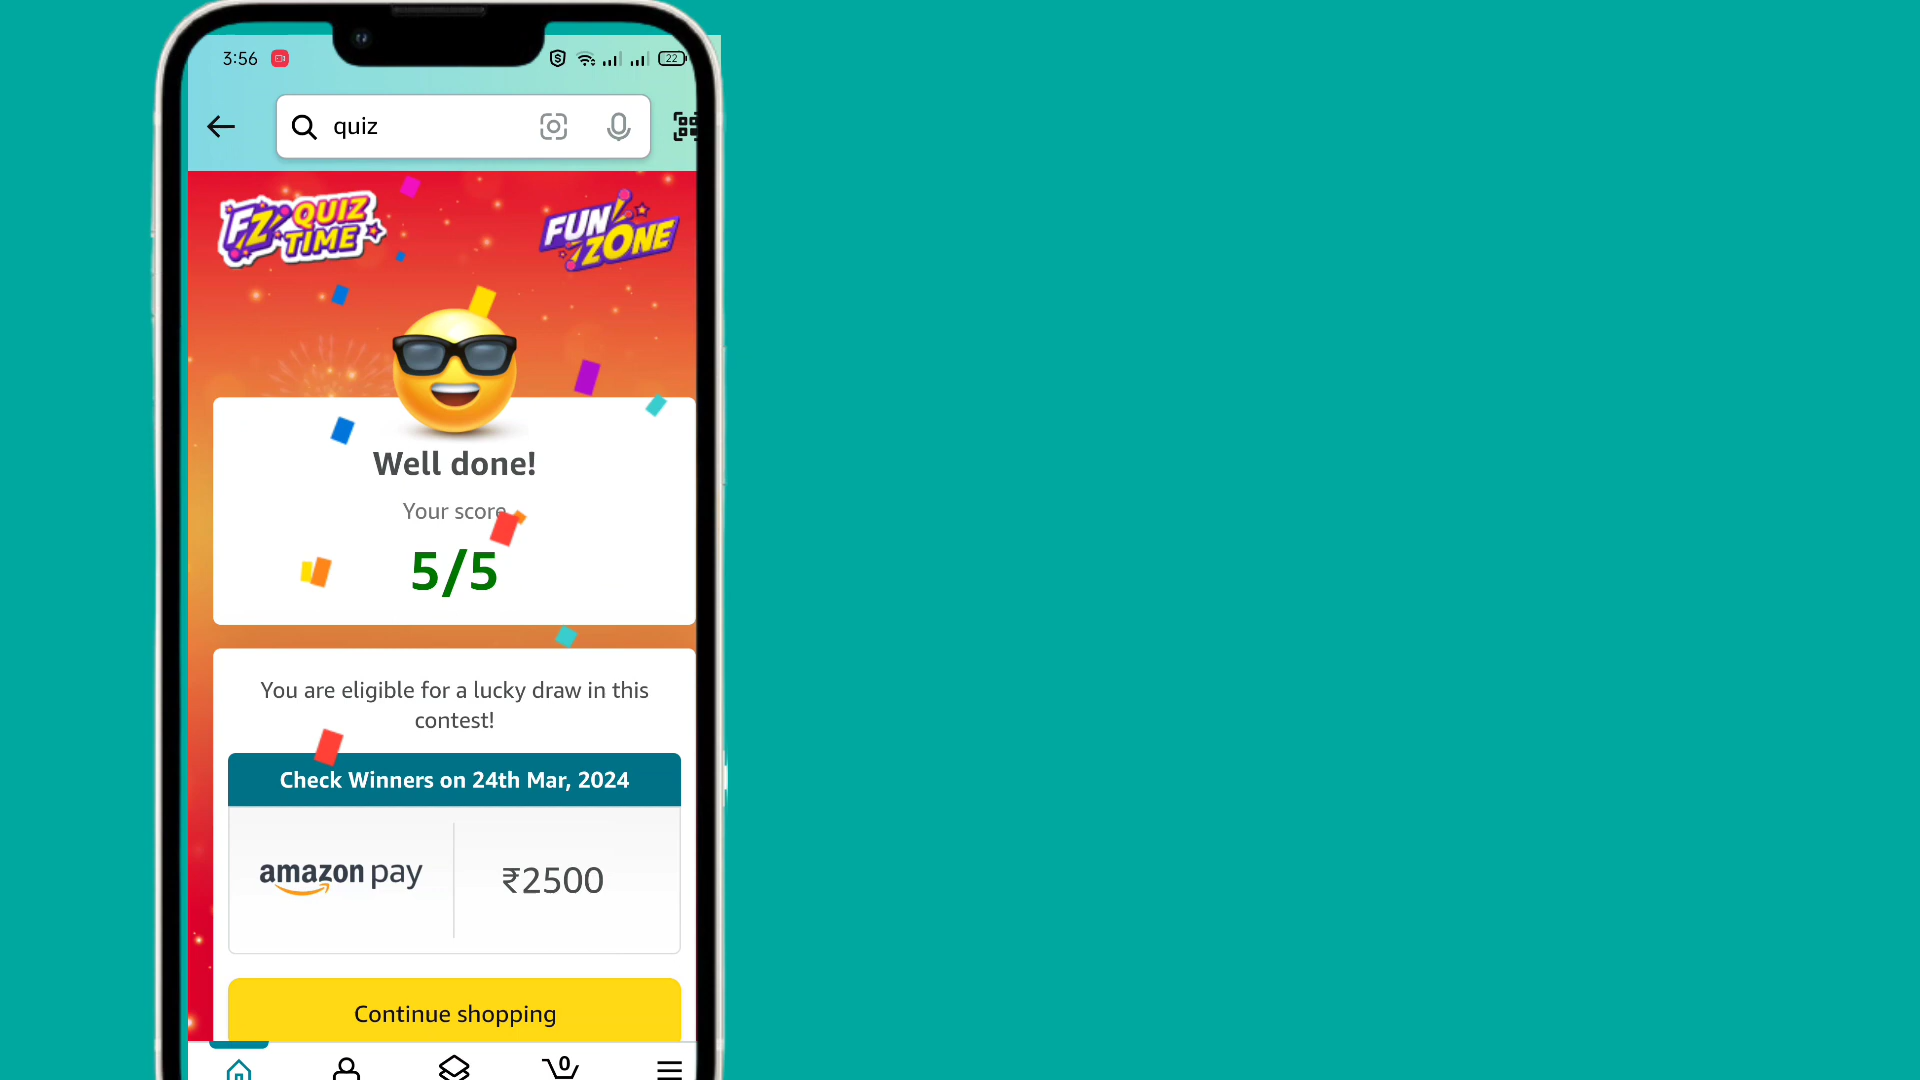 3:56
22
quiz
FZ QUIZ TIME
FUN ZONE
Well done!
Your score
5/5
You are eligible for a lucky draw in this
contest!
Check Winners on 24th Mar, 2024
amazon pay
₹2500
Continue shopping
0